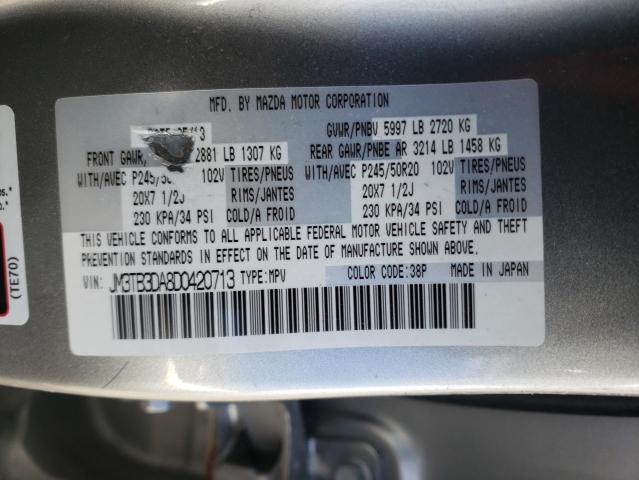 MFD. BY MAZDA MOTOR CORPORATION
GVWR/PNBV 5997 LB 2720 KG
FRONT GAWR, 2881 LB 1307 KG REAR GAWR/PNBE AR 3214 LB 1458 KG
WITH/AVEC 102V TIRES/PNEUS WITH/AVEC P245/50R20 102V TIRES/PNEUS
20X7 1/2J RIMS/JANTES 20X7 1/2J RIMS/JANTES
230 KPA/34 PSI COLD/A FROID 230 KPA/34 PSI COLD/A FROID
THIS VEHICLE CONFORMS TO ALL APPLICABLE FEDERAL MOTOR VEHICLE SAFETY AND THEFT
PREVENTION STANDARDS IN EFFECT ON THE DATE OF MANUFACTURE SHOWN ABOVE.
VIN: JM3TB3DA8D0420713 TYPE:MPV COLOR CODE:38P MADE IN JAPAN
(TE70)